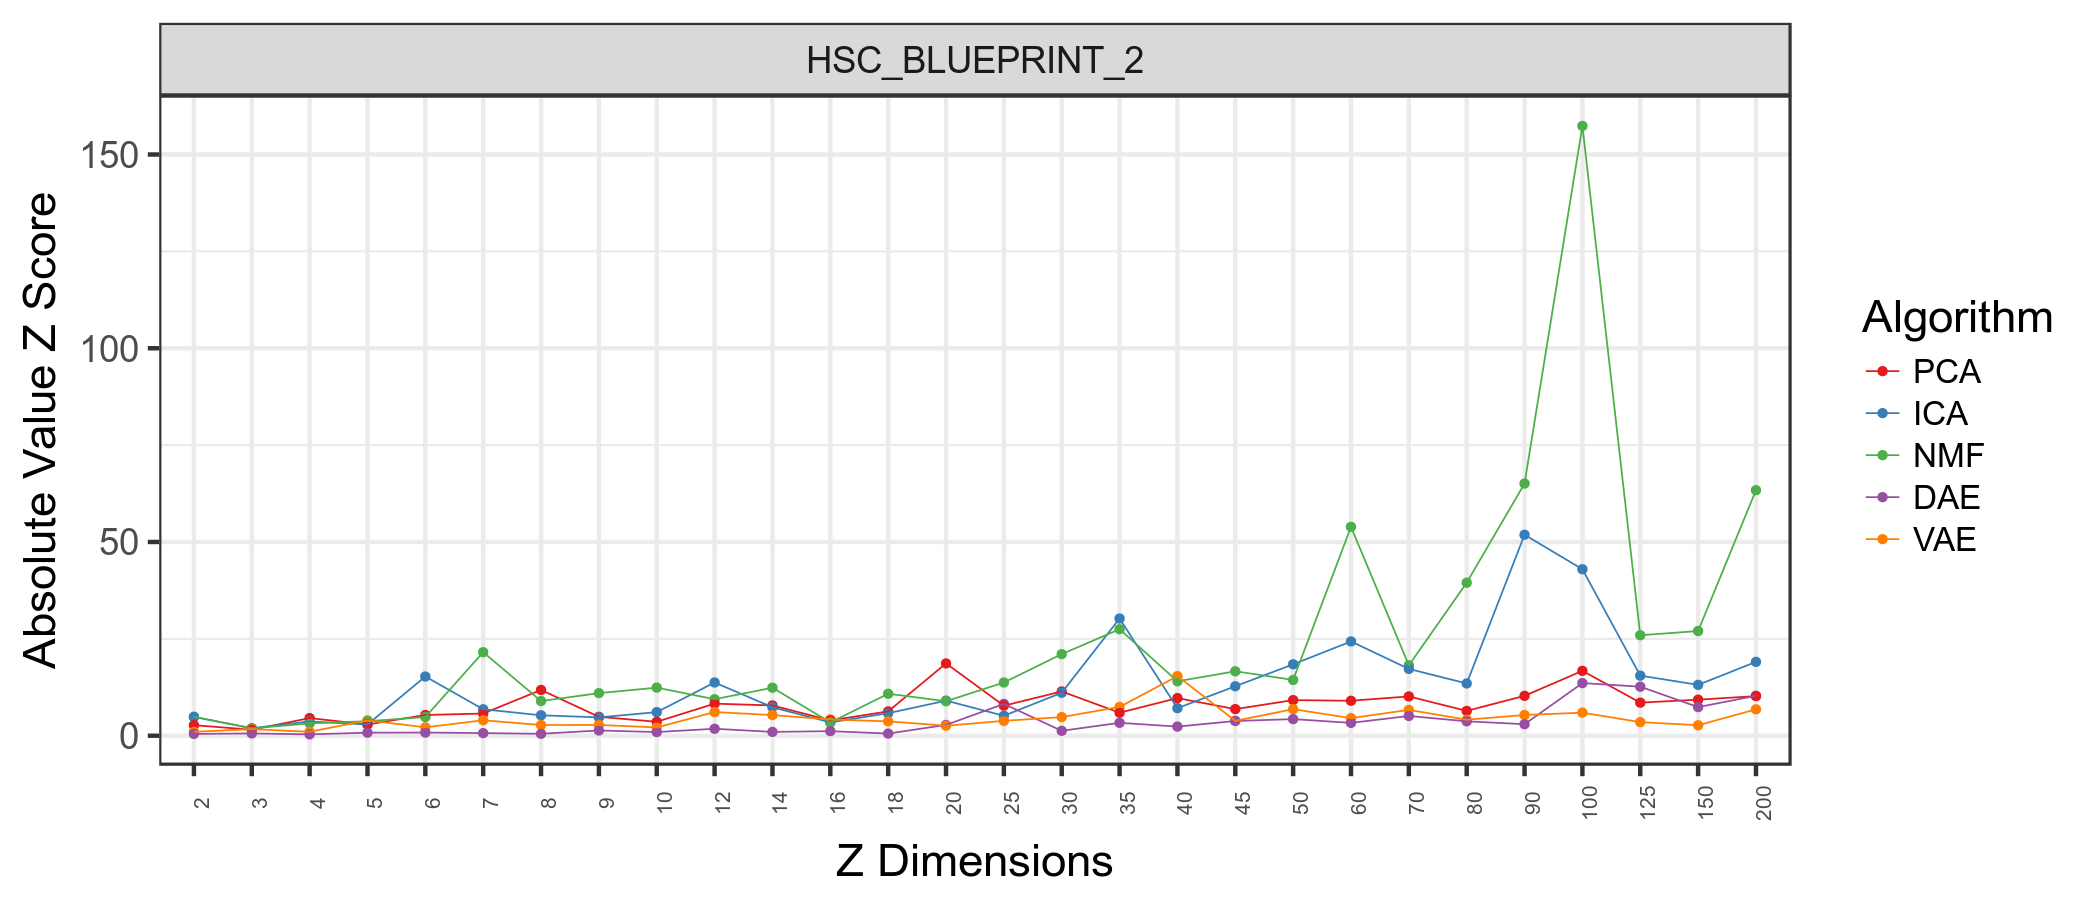 HSC_BLUEPRINT_2
Absolute Value Z Score
150
100
50
0
2 3 4 5 6 7 8 9 10 12 14 16 18 20 25 30 35 40 45 50 60 70 80 90 100 125 150 200
Z Dimensions
Algorithm
PCA
ICA
NMF
DAE
VAE